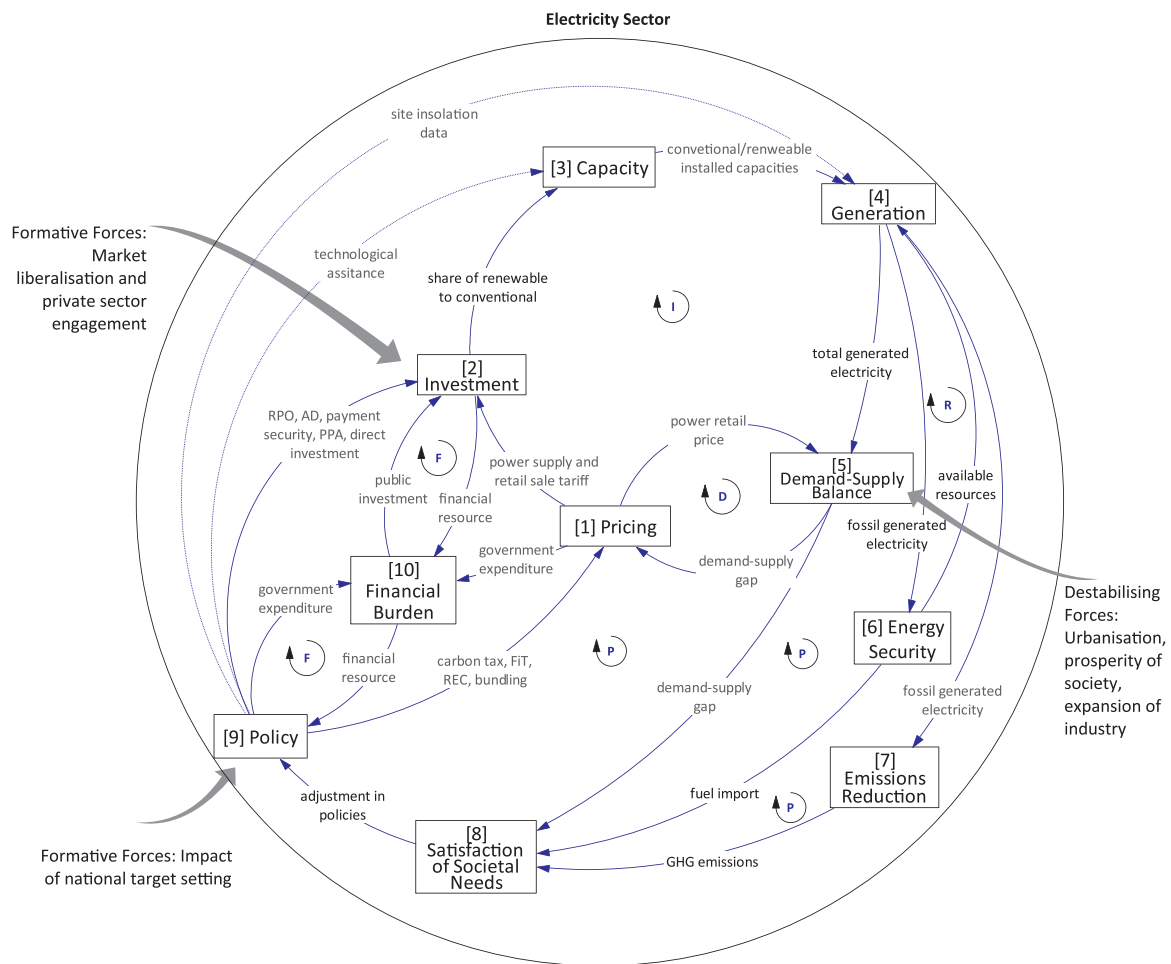 Electricity Sector
site insolation
data
[3] Capacity
convetional/renweable
installed capacities
[4]
Generation
Formative Forces:
Market
liberalisation and
private sector
engagement
technological
assitance
share of renewable
to conventional
I
[2]
Investment
total generated
electricity
R
RPO, AD, payment
security, PPA, direct
investment
F
power retail
price
public
investment
financial
resource
power supply and
retail sale tariff
D
[5]
Demand-Supply
Balance
available
resources
[1] Pricing
fossil generated
electricity
government
expenditure
demand-supply
gap
[10]
Financial
Burden
government
expenditure
Destabilising
Forces:
Urbanisation,
prosperity of
society,
expansion of
industry
[6] Energy
Security
F
financial
resource
carbon tax, FiT,
REC, bundling
P
P
demand-supply
gap
fossil generated
electricity
[9] Policy
[7]
Emissions
Reduction
adjustment in
policies
fuel import
P
[8]
Satisfaction
of Societal
Needs
GHG emissions
Formative Forces: Impact
of national target setting